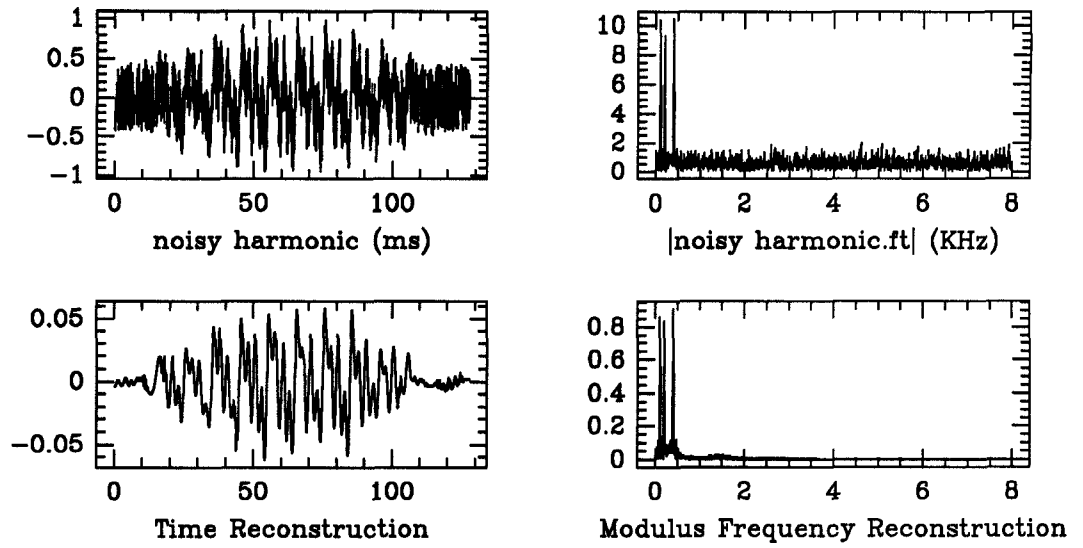 1
0.5
0
−0.5
−1
0 50 100
noisy harmonic (ms)
10
8
6
4
2
0
0 2 4 6 8
|noisy harmonic.ft| (KHz)
0.05
0
−0.05
0 50 100
Time Reconstruction
0.8
0.6
0.4
0.2
0
0 2 4 6 8
Modulus Frequency Reconstruction